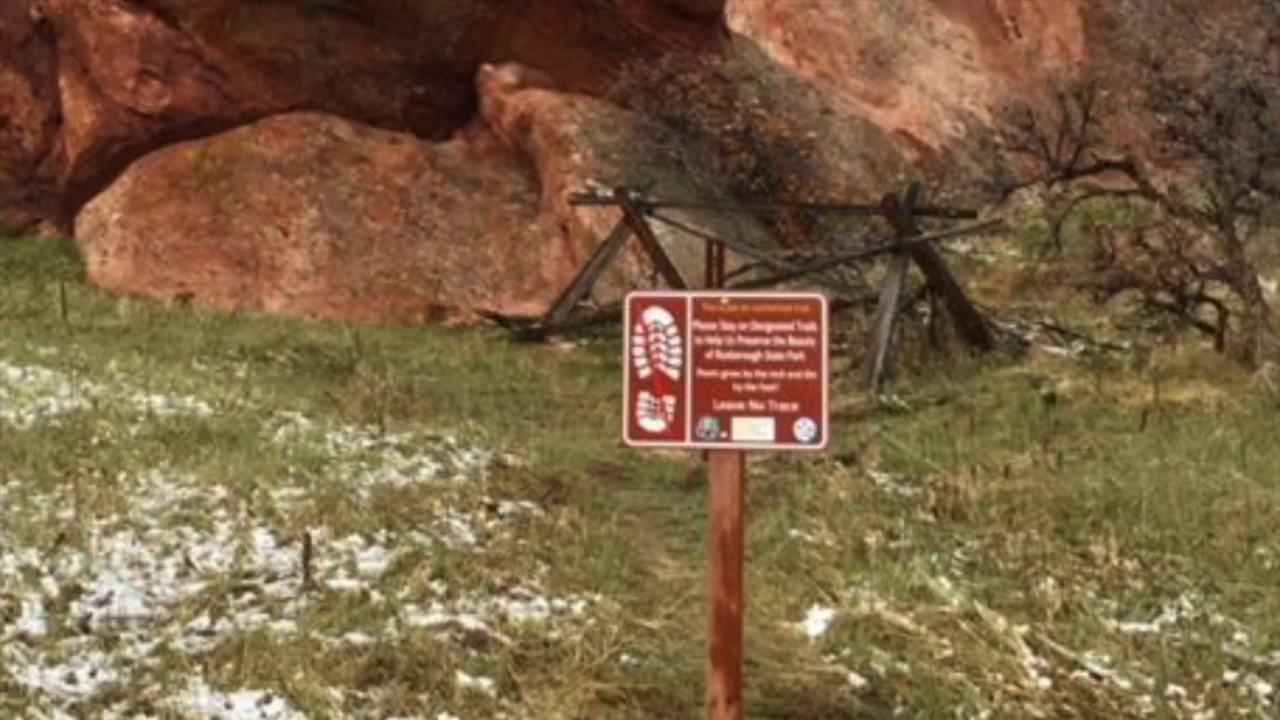 Please Stay on Designated Trails
to Help Us Preserve the Beauty
of Roxborough State Park
Plants grow by the inch and die
by the foot!
Leave No Trace